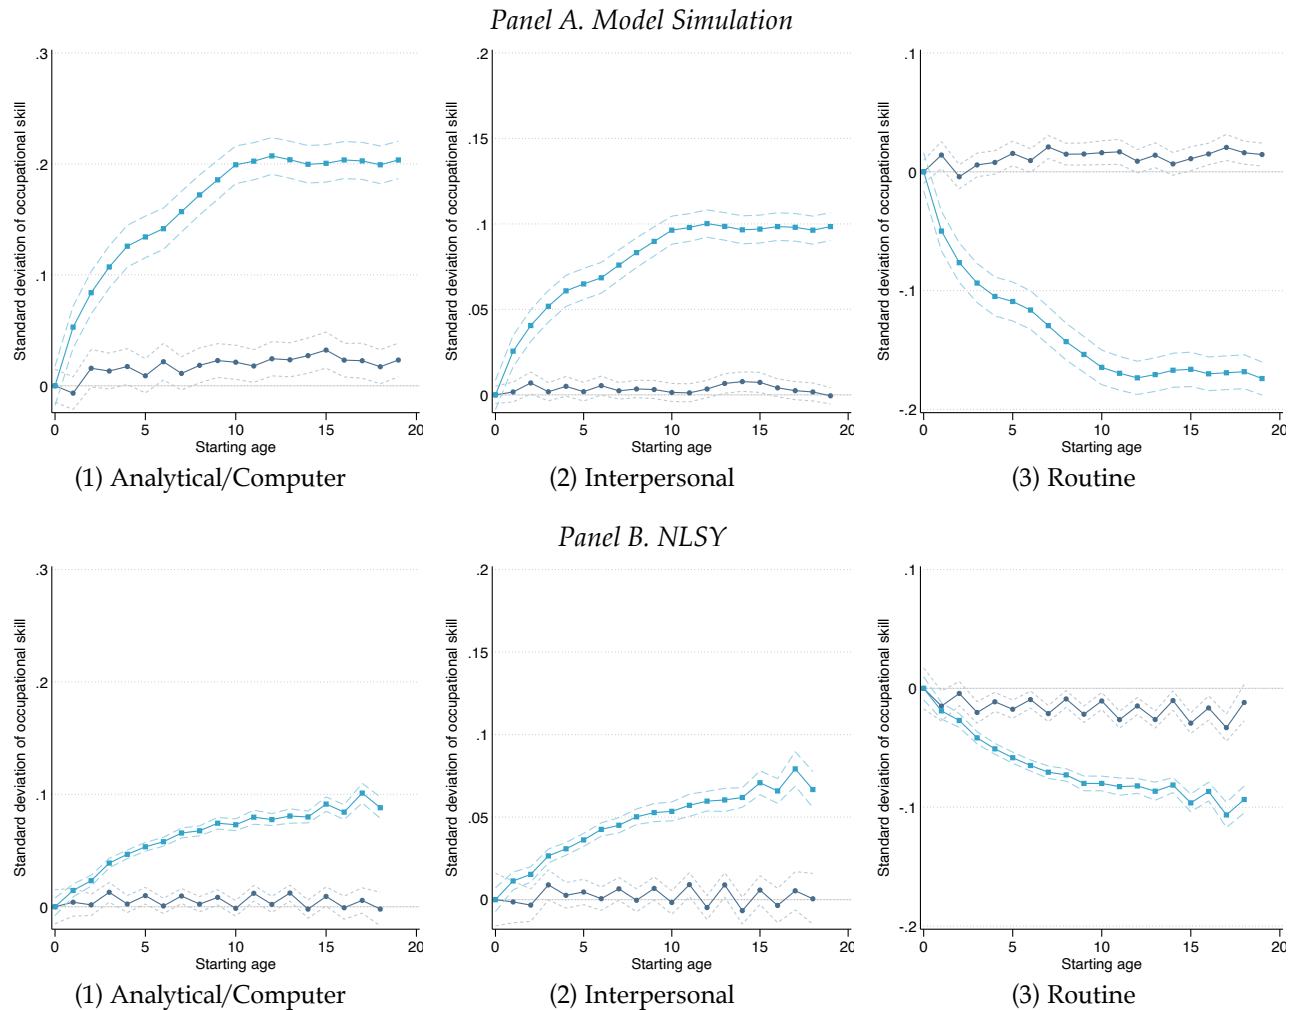 Panel A. Model Simulation
Standard deviation of occupational skill
.3
.2
.1
0
0 5 10 15 20
Starting age
(1) Analytical/Computer
Standard deviation of occupational skill
.2
.15
.1
.05
0
0 5 10 15 20
Starting age
(2) Interpersonal
Standard deviation of occupational skill
.1
0
-.1
-.2
0 5 10 15 20
Starting age
(3) Routine
Panel B. NLSY
Standard deviation of occupational skill
.3
.2
.1
0
0 5 10 15 20
Starting age
(1) Analytical/Computer
Standard deviation of occupational skill
.2
.15
.1
.05
0
0 5 10 15 20
Starting age
(2) Interpersonal
Standard deviation of occupational skill
.1
0
-.1
-.2
0 5 10 15 20
Starting age
(3) Routine